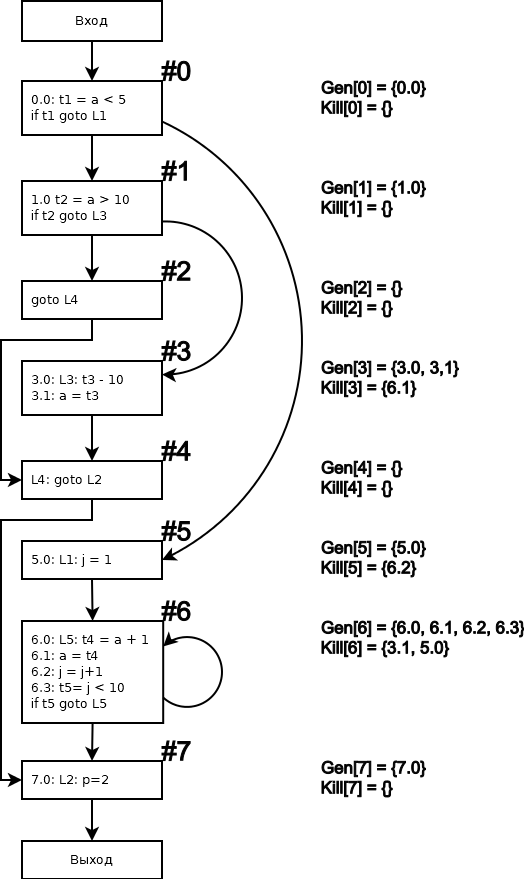 Вход
#0
0.0: t1 = a < 5
if t1 goto L1
Gen[0] = {0.0}
Kill[0] = {}
#1
1.0 t2 = a > 10
if t2 goto L3
Gen[1] = {1.0}
Kill[1] = {}
#2
goto L4
Gen[2] = {}
Kill[2] = {}
#3
3.0: L3: t3 - 10
3.1: a = t3
Gen[3] = {3.0, 3,1}
Kill[3] = {6.1}
#4
L4: goto L2
Gen[4] = {}
Kill[4] = {}
#5
5.0: L1: j = 1
Gen[5] = {5.0}
Kill[5] = {6.2}
#6
6.0: L5: t4 = a + 1
6.1: a = t4
6.2: j = j+1
6.3: t5= j < 10
if t5 goto L5
Gen[6] = {6.0, 6.1, 6.2, 6.3}
Kill[6] = {3.1, 5.0}
#7
7.0: L2: p=2
Gen[7] = {7.0}
Kill[7] = {}
Выход